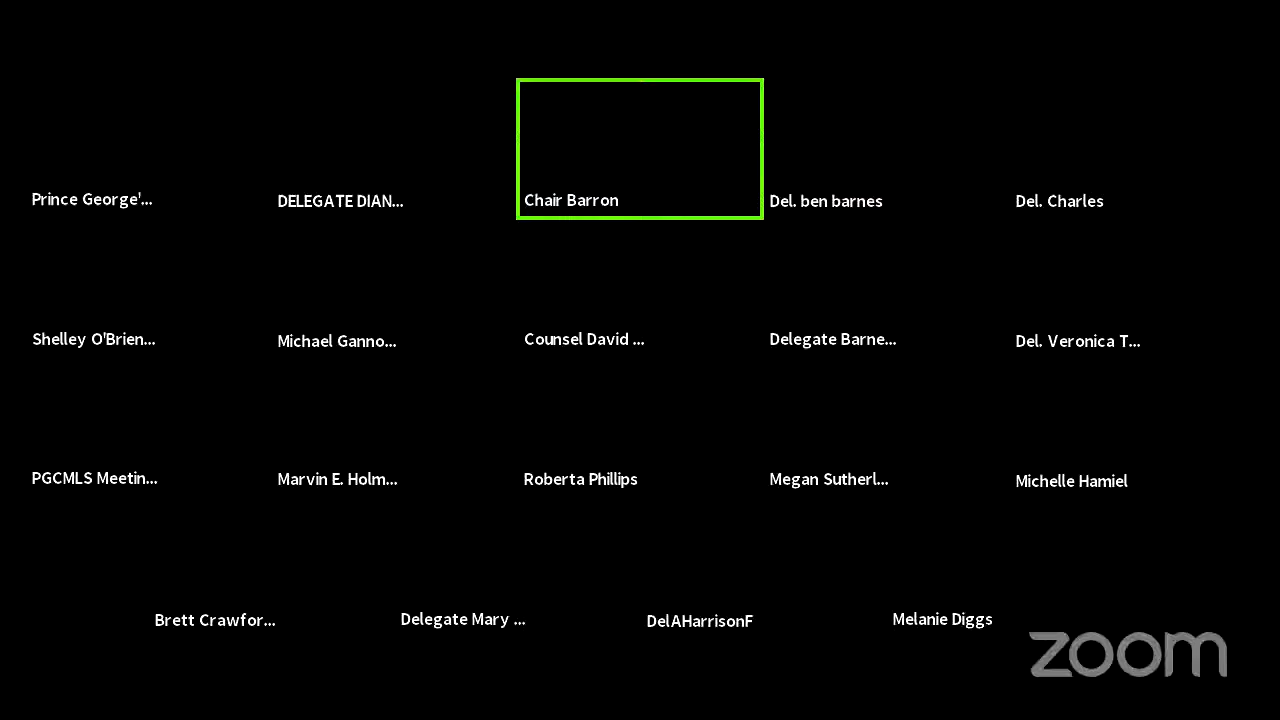 Prince George'...
DELEGATE DIAN...
Chair Barron
Del. ben barnes
Del. Charles
Shelley O'Brien...
Michael Ganno...
Counsel David ...
Delegate Barne...
Del. Veronica T...
PGCMLS Meetin...
Marvin E. Holm...
Roberta Phillips
Megan Sutherl...
Michelle Hamiel
Brett Crawfor...
Delegate Mary ...
DelAHarrisonF
Melanie Diggs
zoom